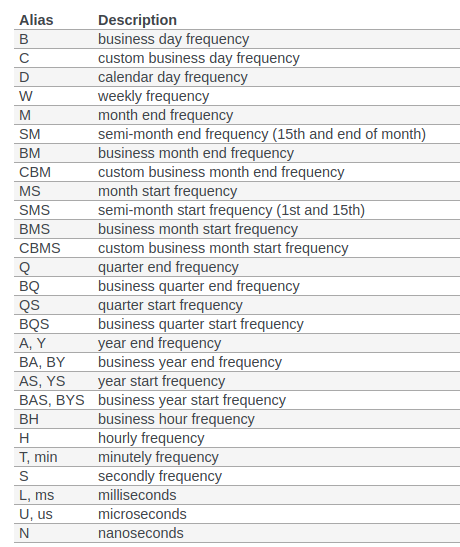 Alias Description
B business day frequency
C custom business day frequency
D calendar day frequency
W weekly frequency
M month end frequency
SM semi-month end frequency (15th and end of month)
BM business month end frequency
CBM custom business month end frequency
MS month start frequency
SMS semi-month start frequency (1st and 15th)
BMS business month start frequency
CBMS custom business month start frequency
Q quarter end frequency
BQ business quarter end frequency
QS quarter start frequency
BQS business quarter start frequency
A, Y year end frequency
BA, BY business year end frequency
AS, YS year start frequency
BAS, BYS business year start frequency
BH business hour frequency
H hourly frequency
T, min minutely frequency
S secondly frequency
L, ms milliseconds
U, us microseconds
N nanoseconds